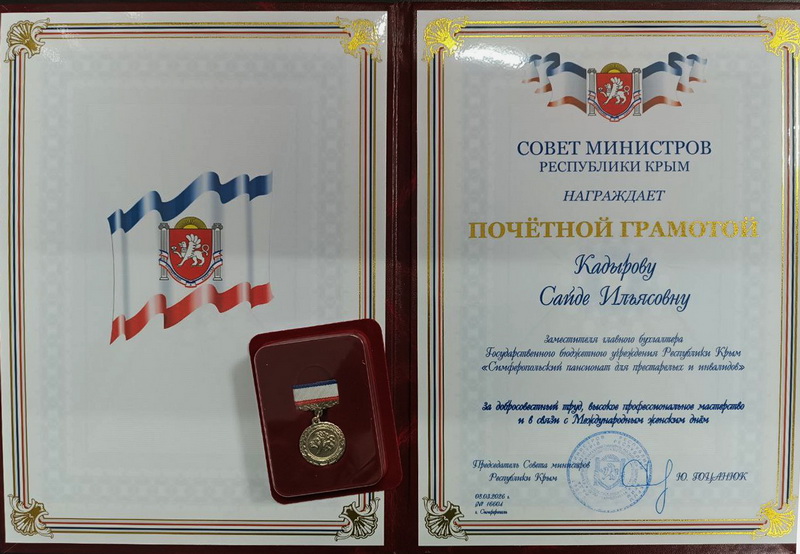 СОВЕТ МИНИСТРОВ
РЕСПУБЛИКИ КРЫМ
НАГРАЖДАЕТ
ПОЧЁТНОЙ ГРАМОТОЙ
Кадырову
Сайде Ильясовну
Заместителя главного бухгалтера
Государственного бюджетного учреждения Республики Крым
«Симферопольский пансионат для престарелых и инвалидов»
За добросовестный труд, высокое профессиональное мастерство
и в связи с Международным женским днём
Председатель Совета министров
Республики Крым
Ю. ГОЦАНЮК
г. Симферополь